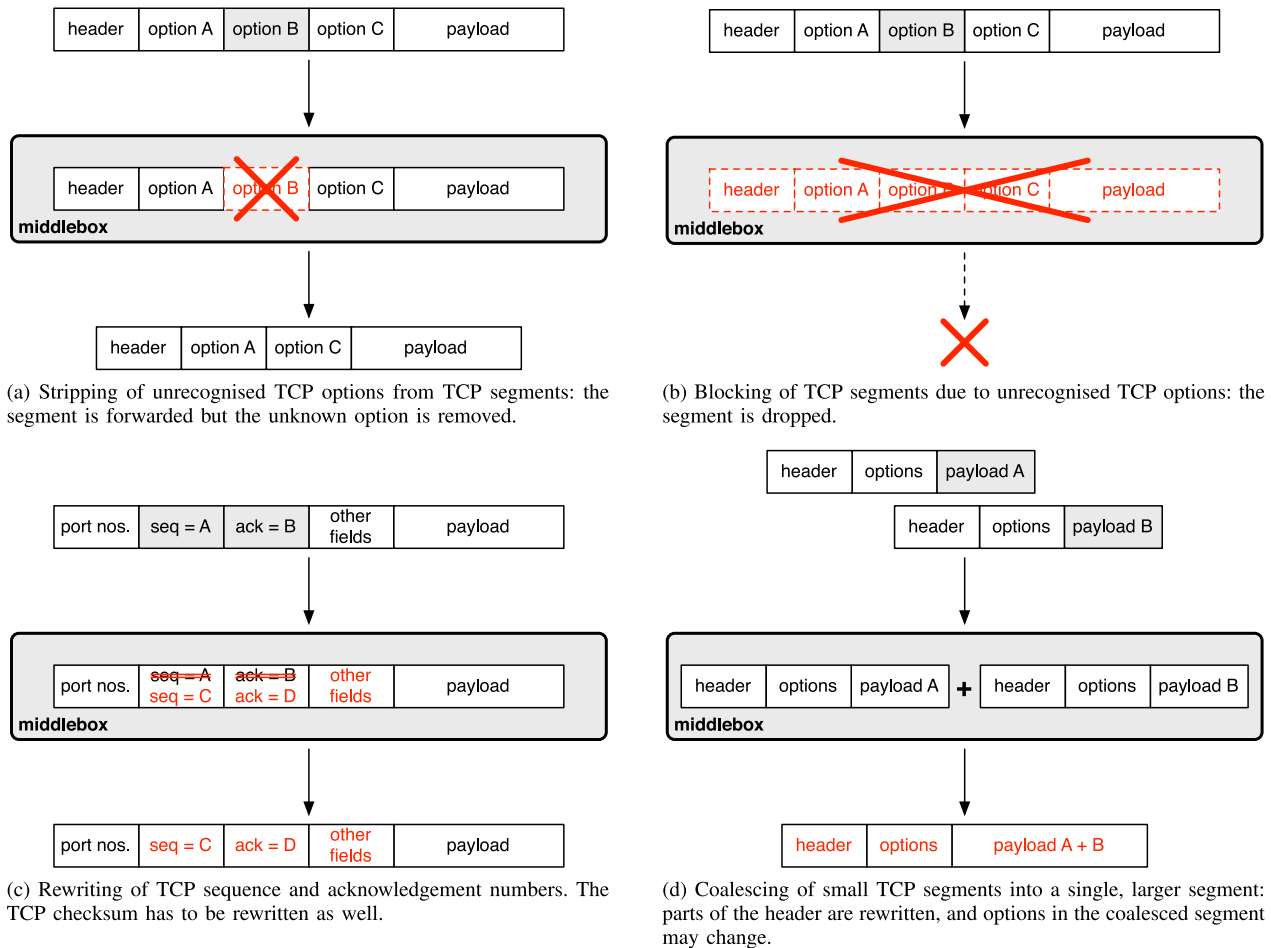 header option A option B option C payload
header option A option B option C payload
middlebox
header option A option C payload
(a) Stripping of unrecognised TCP options from TCP segments: the
segment is forwarded but the unknown option is removed.
header option A option B option C payload
header option A option B option C payload
middlebox
(b) Blocking of TCP segments due to unrecognised TCP options: the
segment is dropped.
port nos. seq = A ack = B other fields payload
port nos. seq = A ack = B other fields payload
seq = C ack = D
middlebox
port nos. seq = C ack = D other fields payload
(c) Rewriting of TCP sequence and acknowledgement numbers. The
TCP checksum has to be rewritten as well.
header options payload A
header options payload B
header options payload A + header options payload B
middlebox
header options payload A + B
(d) Coalescing of small TCP segments into a single, larger segment:
parts of the header are rewritten, and options in the coalesced segment
may change.